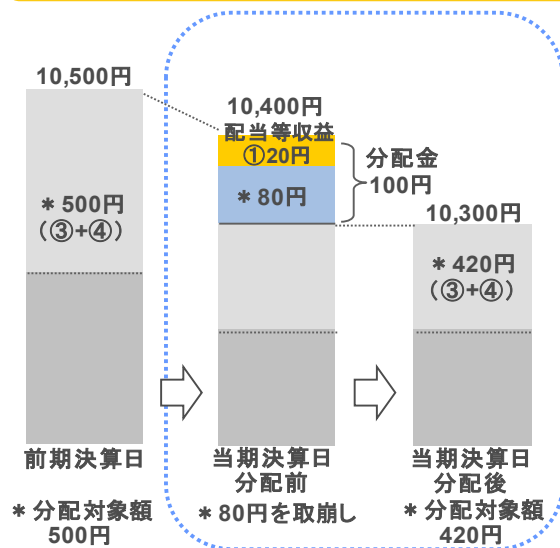 10,500円
10,400円
配当等収益
①20円
分配金
100円
＊80円
＊500円
（③+④）
10,300円
＊420円
（③+④）
前期決算日
当期決算日
分配前
当期決算日
分配後
＊分配対象額
500円
＊80円を取崩し
＊分配対象額
420円